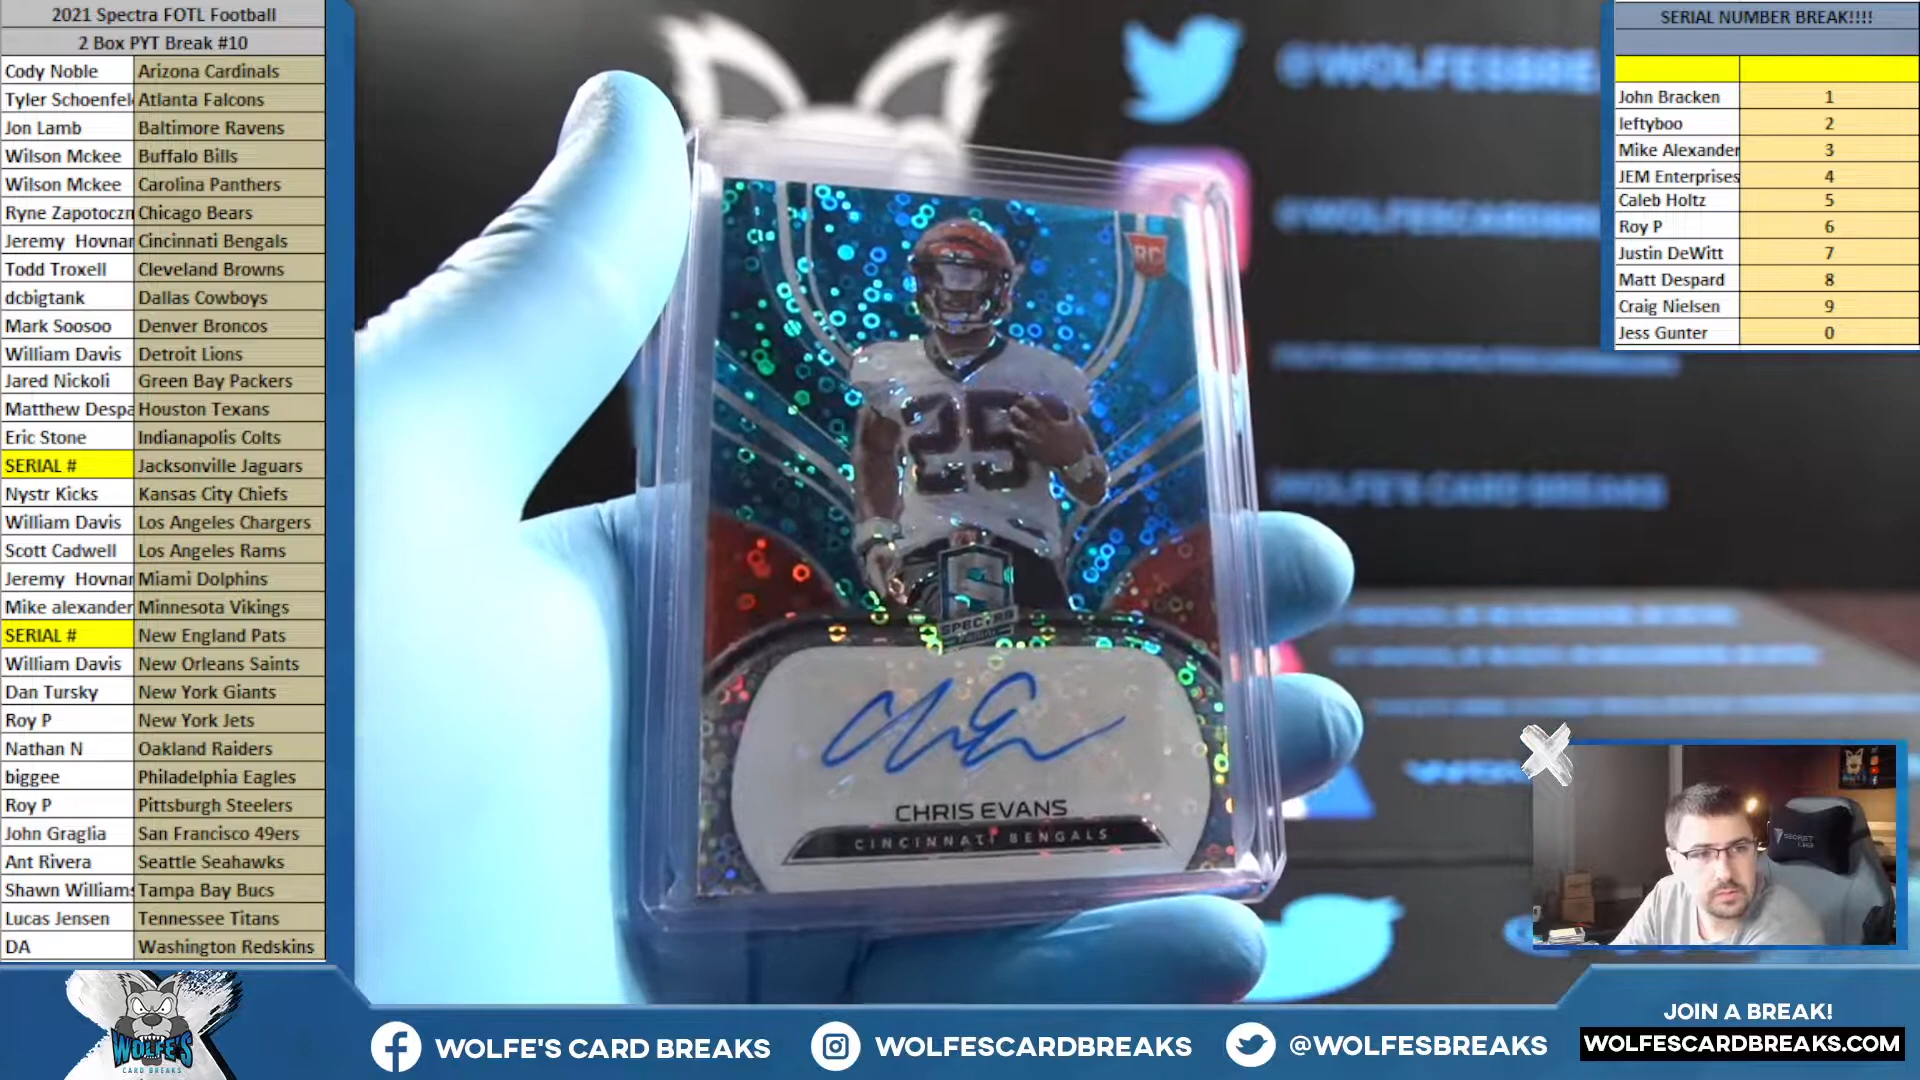 2021 Spectra FOTL Football
2 Box PYT Break #10
Cody Noble Arizona Cardinals
Tyler Schoenfel Atlanta Falcons
Jon Lamb Baltimore Ravens
Wilson Mckee Buffalo Bills
Wilson Mckee Carolina Panthers
Ryne Zapotoczn Chicago Bears
Jeremy Hovnar Cincinnati Bengals
Todd Troxell Cleveland Browns
dcbigtank Dallas Cowboys
Mark Soosoo Denver Broncos
William Davis Detroit Lions
Jared Nickoli Green Bay Packers
Matthew Despa Houston Texans
Eric Stone Indianapolis Colts
SERIAL # Jacksonville Jaguars
Nystr Kicks Kansas City Chiefs
William Davis Los Angeles Chargers
Scott Cadwell Los Angeles Rams
Jeremy Hovnar Miami Dolphins
Mike alexander Minnesota Vikings
SERIAL # New England Pats
William Davis New Orleans Saints
Dan Tursky New York Giants
Roy P New York Jets
Nathan N Oakland Raiders
biggee Philadelphia Eagles
Roy P Pittsburgh Steelers
John Graglia San Francisco 49ers
Ant Rivera Seattle Seahawks
Shawn Williams Tampa Bay Bucs
Lucas Jensen Tennessee Titans
DA Washington Redskins
SERIAL NUMBER BREAK!!!!
John Bracken 1
leftyboo 2
Mike Alexander 3
JEM Enterprises 4
Caleb Holtz 5
Roy P 6
Justin DeWitt 7
Matt Despard 8
Craig Nielsen 9
Jess Gunter 0
@WOLFESBREA
@WOLFESCARDBR
WOLFE'S CARD BREAKS
RC
25
S
SPECTRA
CHRIS EVANS
CINCINNATI BENGALS
SECRET
LAB
WOLFE'S
CARD BREAKS
WOLFE'S CARD BREAKS
WOLFESCARDBREAKS
@WOLFESBREAKS
JOIN A BREAK!
WOLFESCARDBREAKS.COM